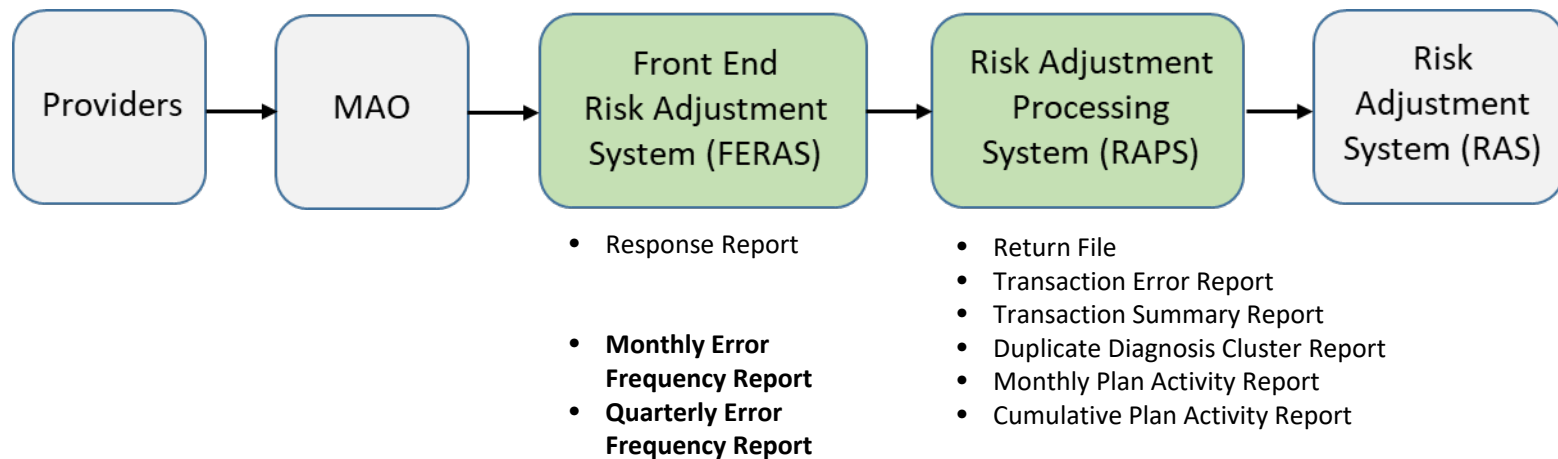 Providers
MAO
Front End
Risk Adjustment
System (FERAS)
Risk Adjustment
Processing
System (RAPS)
Risk
Adjustment
System (RAS)
• Response Report
• Monthly Error
Frequency Report
• Quarterly Error
Frequency Report
• Return File
• Transaction Error Report
• Transaction Summary Report
• Duplicate Diagnosis Cluster Report
• Monthly Plan Activity Report
• Cumulative Plan Activity Report